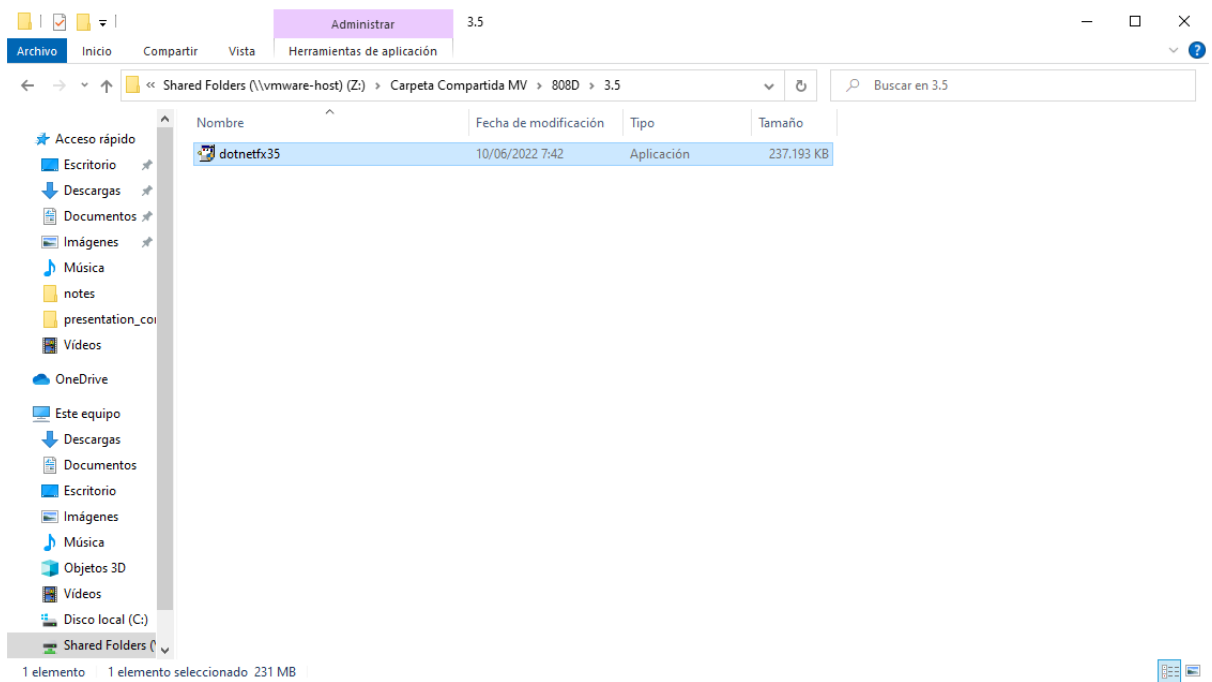 Administrar 3.5
Archivo Inicio Compartir Vista Herramientas de aplicación
« Shared Folders (\\vmware-host) (Z:) › Carpeta Compartida MV › 808D › 3.5 Buscar en 3.5
Nombre Fecha de modificación Tipo Tamaño
dotnetfx35 10/06/2022 7:42 Aplicación 237.193 KB
Acceso rápido
Escritorio
Descargas
Documentos
Imágenes
Música
notes
presentation_co
Vídeos
OneDrive
Este equipo
Descargas
Documentos
Escritorio
Imágenes
Música
Objetos 3D
Vídeos
Disco local (C:)
Shared Folders (\
1 elemento 1 elemento seleccionado 231 MB